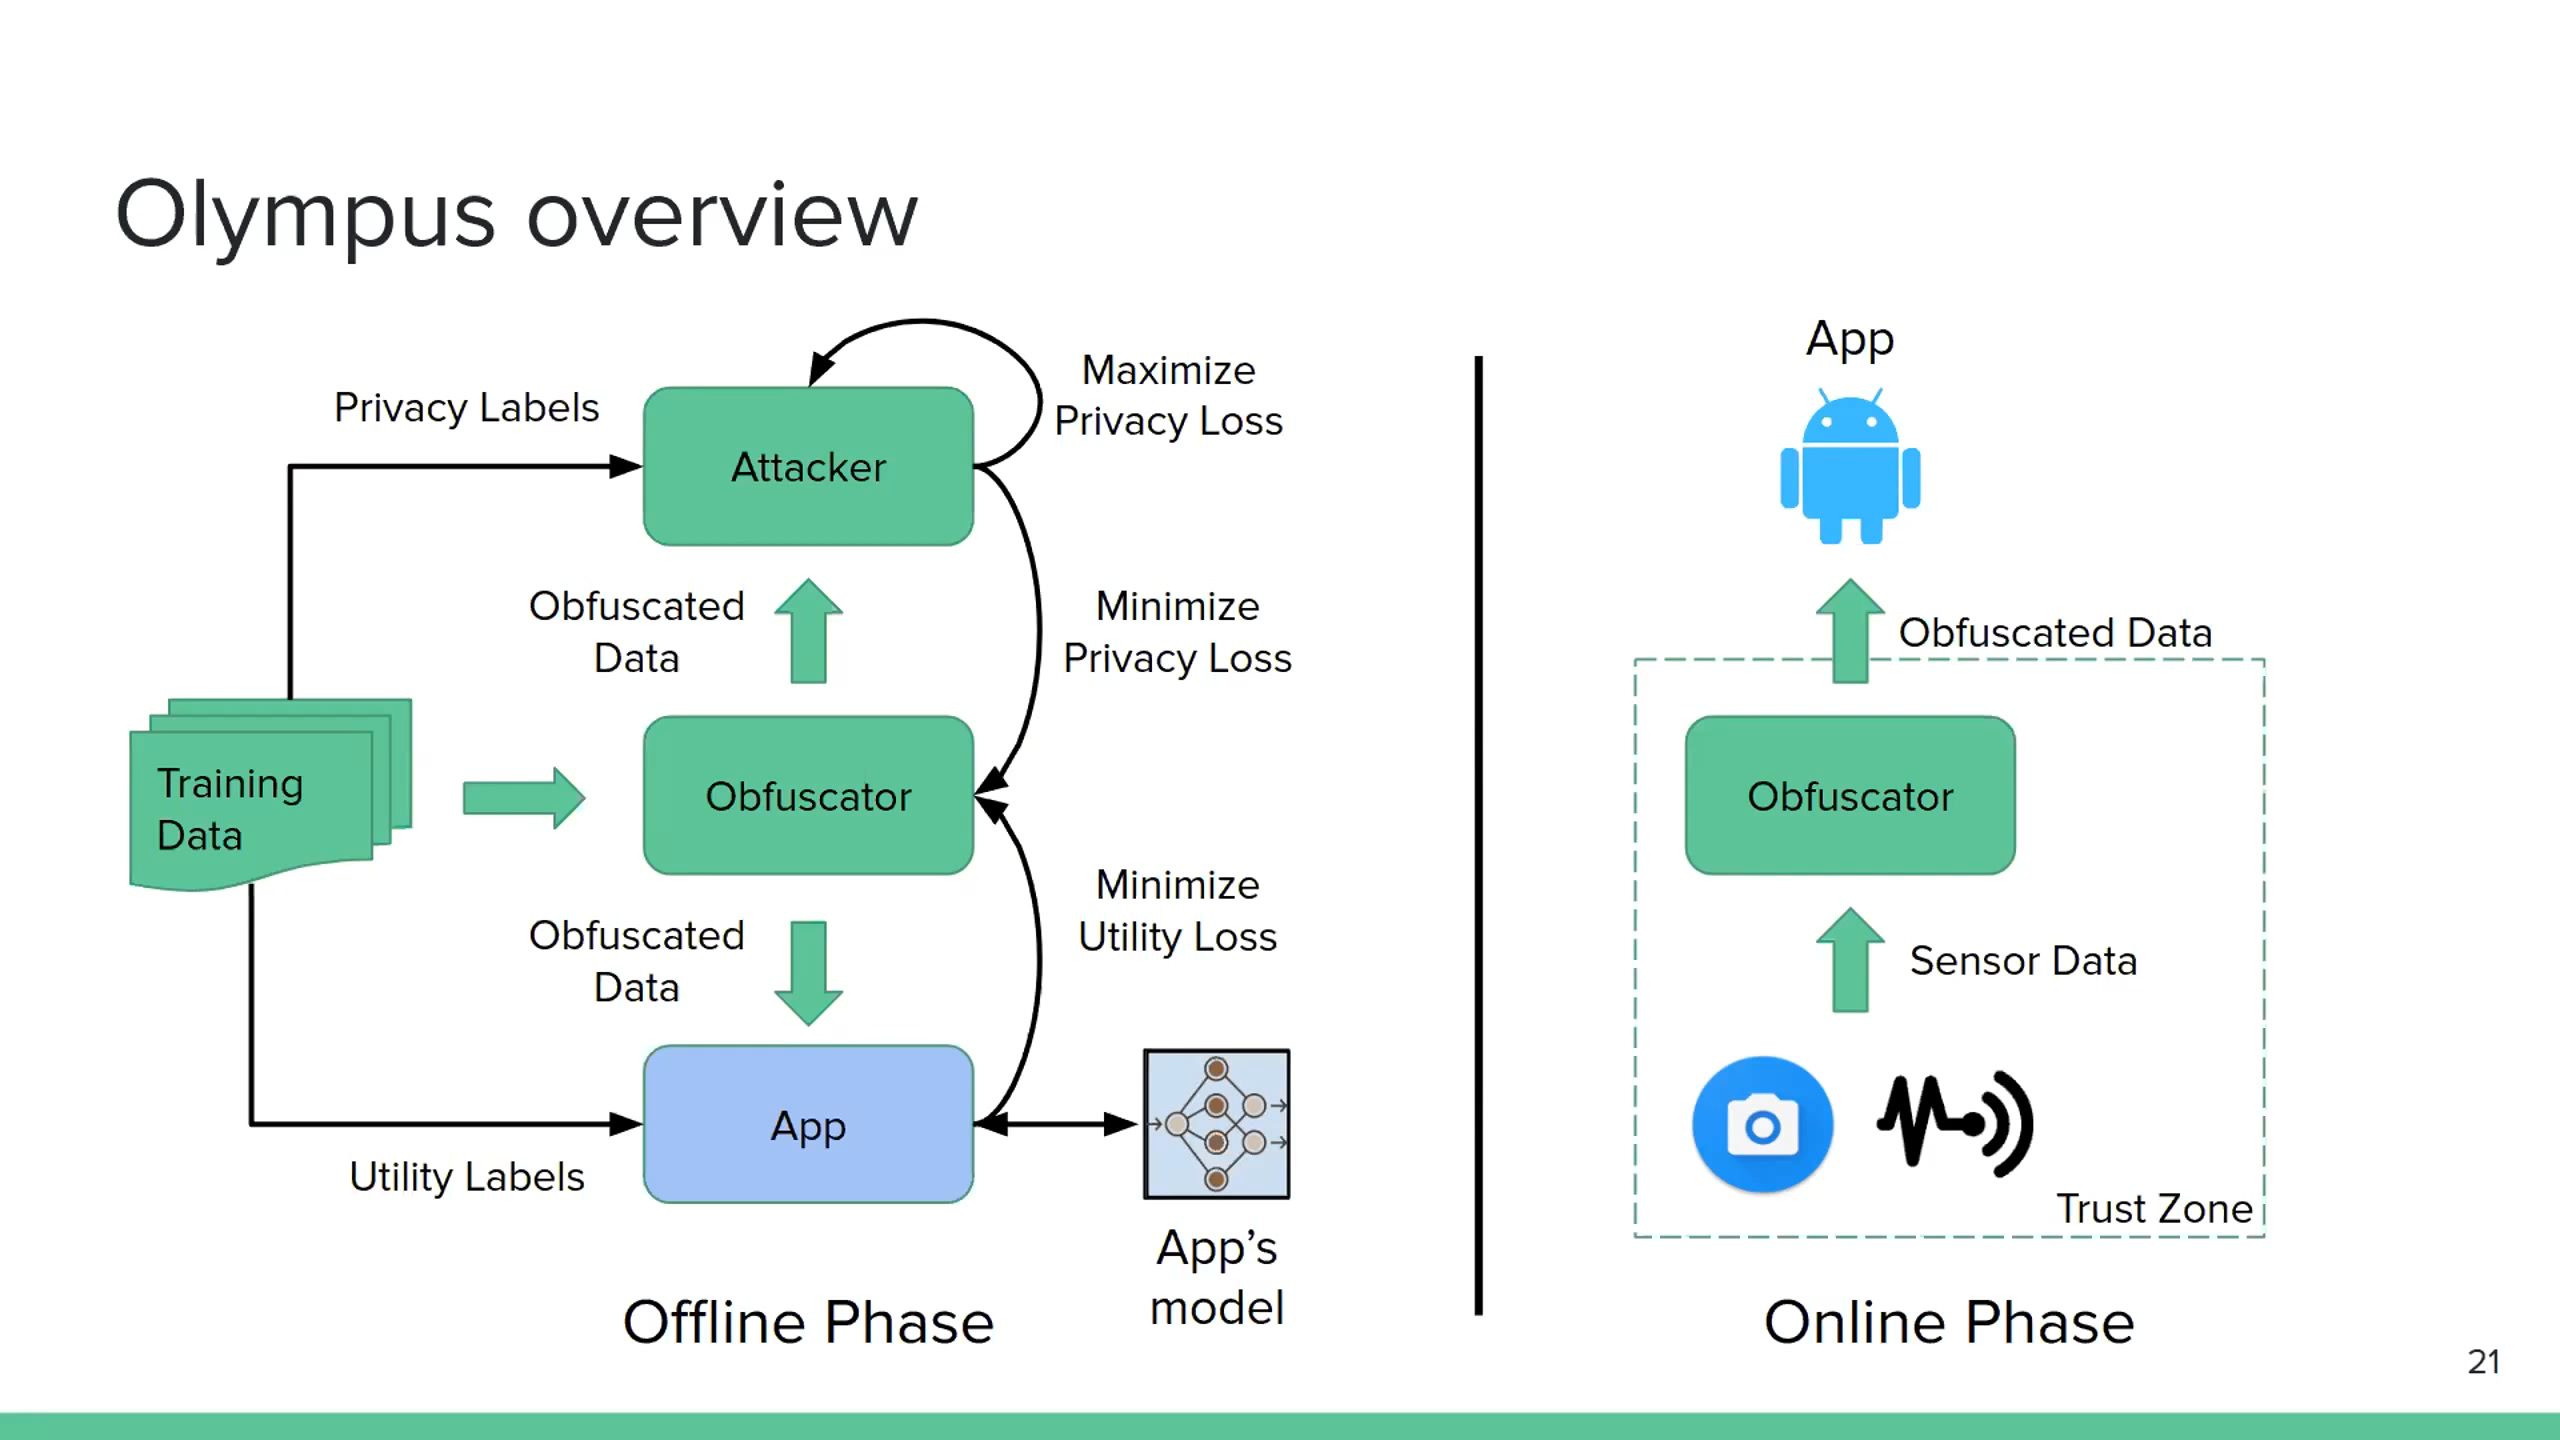 Olympus overview
Privacy Labels
Attacker
Maximize
Privacy Loss
Obfuscated
Data
Minimize
Privacy Loss
Training
Data
Obfuscator
Obfuscated
Data
Minimize
Utility Loss
App
Utility Labels
App's
model
Offline Phase
App
Obfuscated Data
Obfuscator
Sensor Data
Trust Zone
Online Phase
21